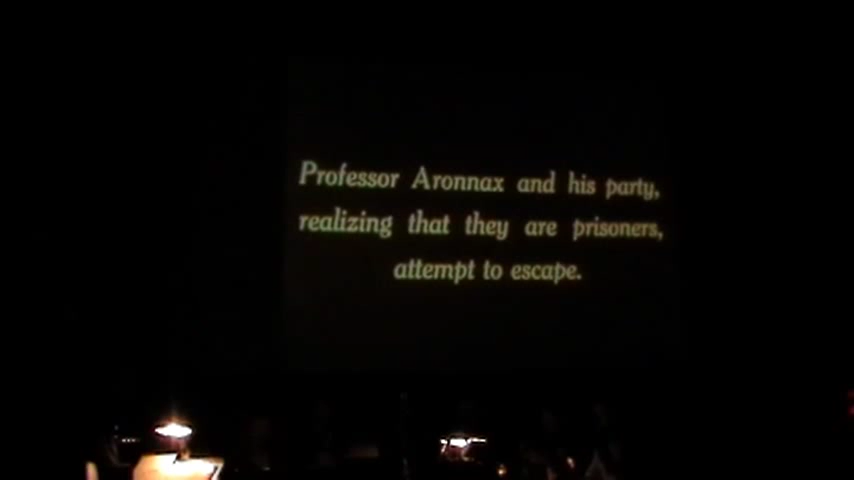 Professor Aronnax and his party,
realizing that they are prisoners,
attempt to escape.